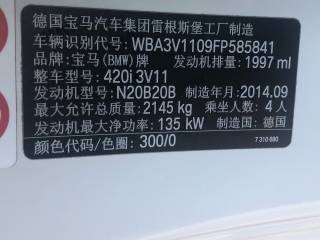 德国宝马汽车集团雷根斯堡工厂制造
车辆识别代号:WBA3V1109FP585841
品牌:宝马(BMW)牌 发动机排量:1997 ml
整车型号:420i 3V11
发动机型号:N20B20B 制造年月:2014.09
最大允许总质量:2145 kg 乘坐人数:4人
发动机最大净功率:135 kW 制造国:德国
颜色代码/色圈:300/0 7 310 680